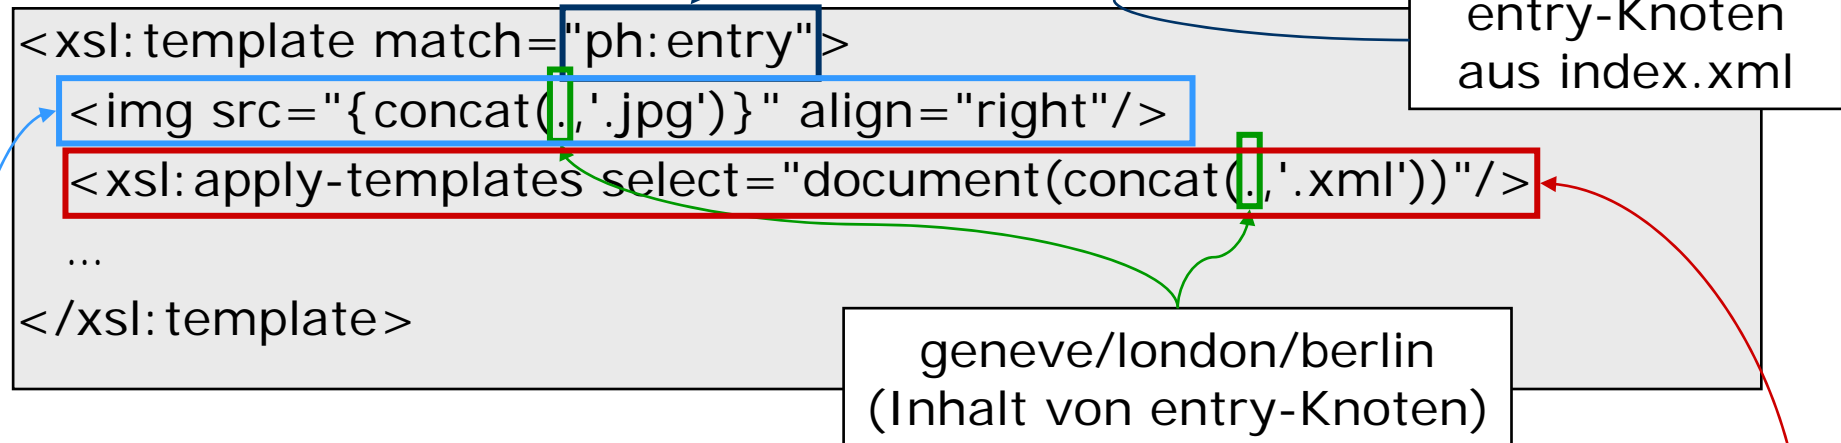 entry-Knoten
aus index.xml
<xsl:template match="ph:entry">
<img src="{concat(.,'.jpg')}" align="right"/>
<xsl:apply-templates select="document(concat(.,'.xml'))"/>
...
</xsl:template>
geneve/london/berlin
(Inhalt von entry-Knoten)